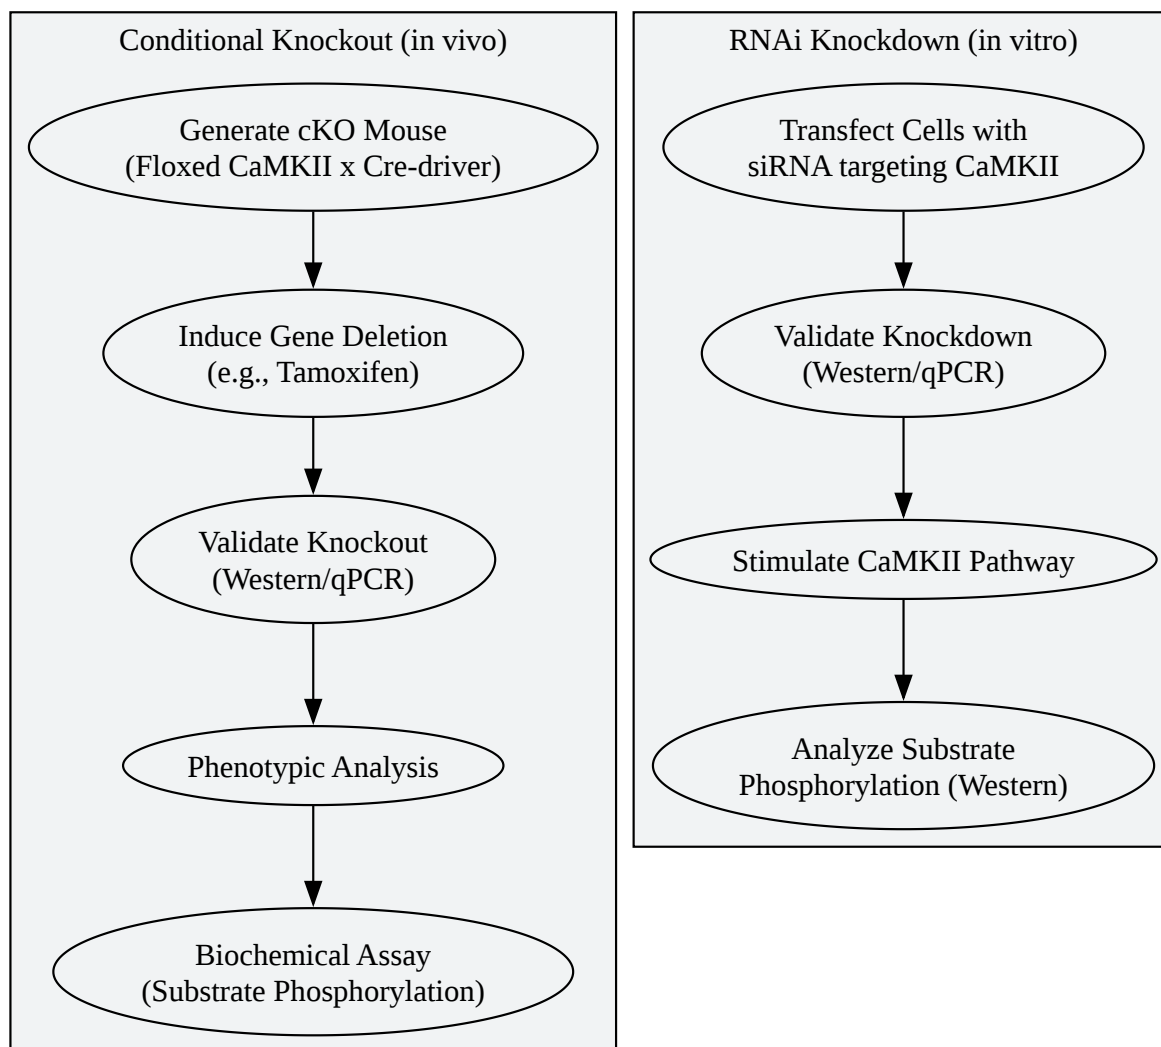 Conditional Knockout (in vivo)
Generate cKO Mouse
(Floxed CaMKII x Cre-driver)
Induce Gene Deletion
(e.g., Tamoxifen)
Validate Knockout
(Western/qPCR)
Phenotypic Analysis
Biochemical Assay
(Substrate Phosphorylation)
RNAi Knockdown (in vitro)
Transfect Cells with
siRNA targeting CaMKII
Validate Knockdown
(Western/qPCR)
Stimulate CaMKII Pathway
Analyze Substrate
Phosphorylation (Western)